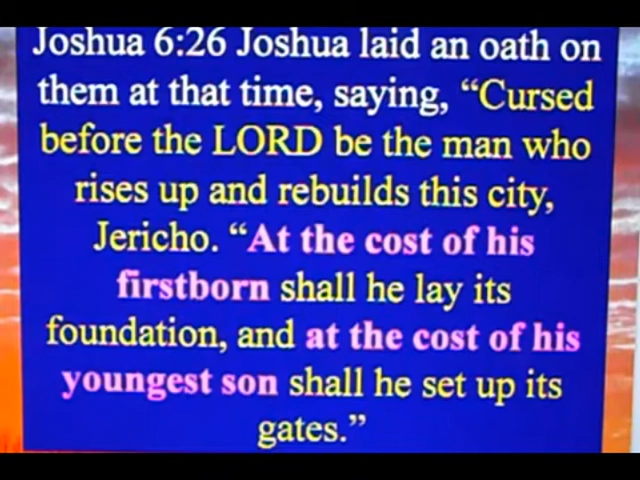 Joshua 6:26 Joshua laid an oath on
them at that time, saying, “Cursed
before the LORD be the man who
rises up and rebuilds this city,
Jericho. “At the cost of his
firstborn shall he lay its
foundation, and at the cost of his
youngest son shall he set up its
gates.”